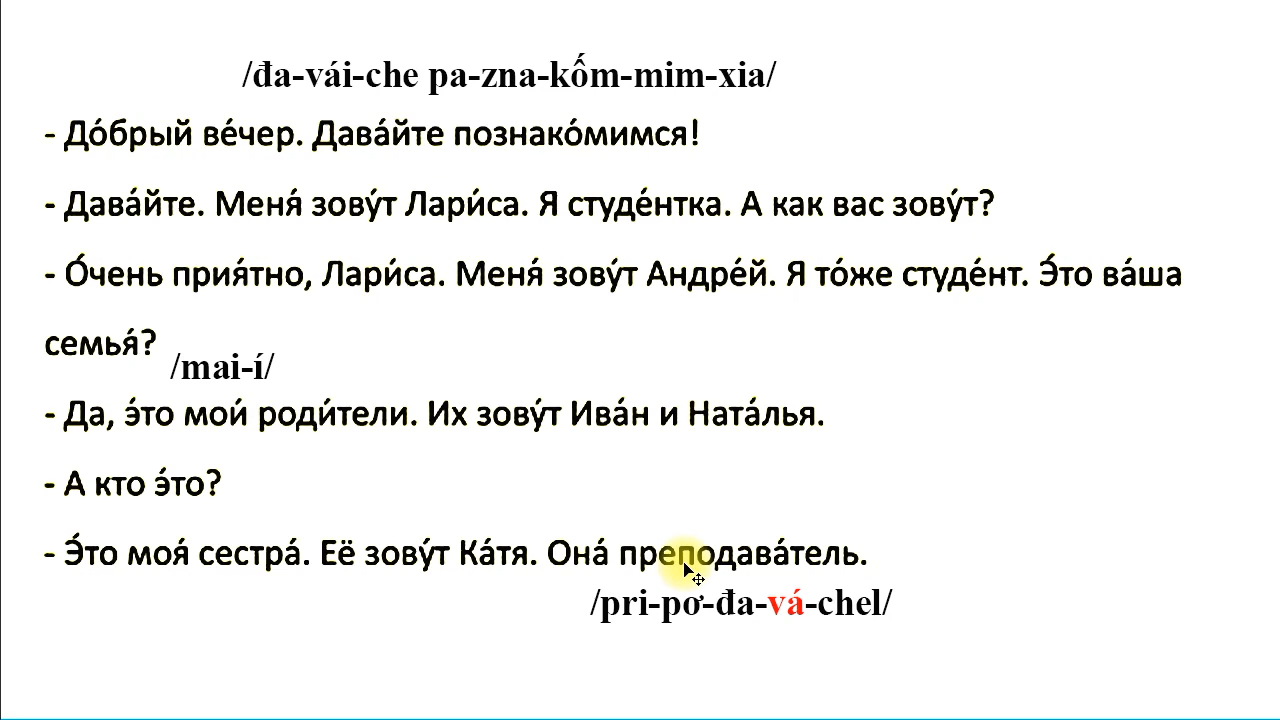 /đa-vái-che pa-zna-kốm-mim-xia/
- До́брый ве́чер. Дава́йте познако́мимся!
- Дава́йте. Меня́ зову́т Лари́са. Я студе́нтка. А как вас зову́т?
- О́чень прия́тно, Лари́са. Меня́ зову́т Андре́й. Я то́же студе́нт. Э́то ва́ша
семья́?
/mai-í/
- Да, э́то мои́ роди́тели. Их зову́т Ива́н и Ната́лья.
- А кто э́то?
- Э́то моя́ сестра́. Её зову́т Ка́тя. Она́ преподава́тель.
/pri-pơ-đa-vá-chel/